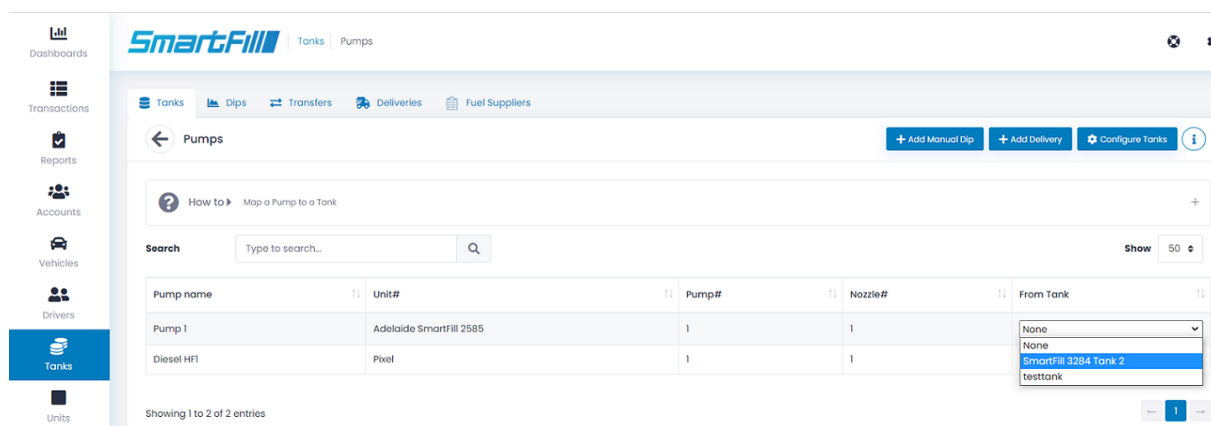 Dashboards
Transactions
Reports
Accounts
Vehicles
Drivers
Tanks
Units
SmartFill Tanks Pumps
Tanks Dips Transfers Deliveries Fuel Suppliers
Pumps + Add Manual Dip + Add Delivery Configure Tanks i
? How to Map a Pump to a Tank +
Search Type to search... Show 50
Pump name Unit# Pump# Nozzle# From Tank
Pump 1 Adelaide SmartFill 2585 1 1 None
None
Diesel HF1 Pixel 1 1
SmartFill 3284 Tank 2
testtank
Showing 1 to 2 of 2 entries ← 1 →